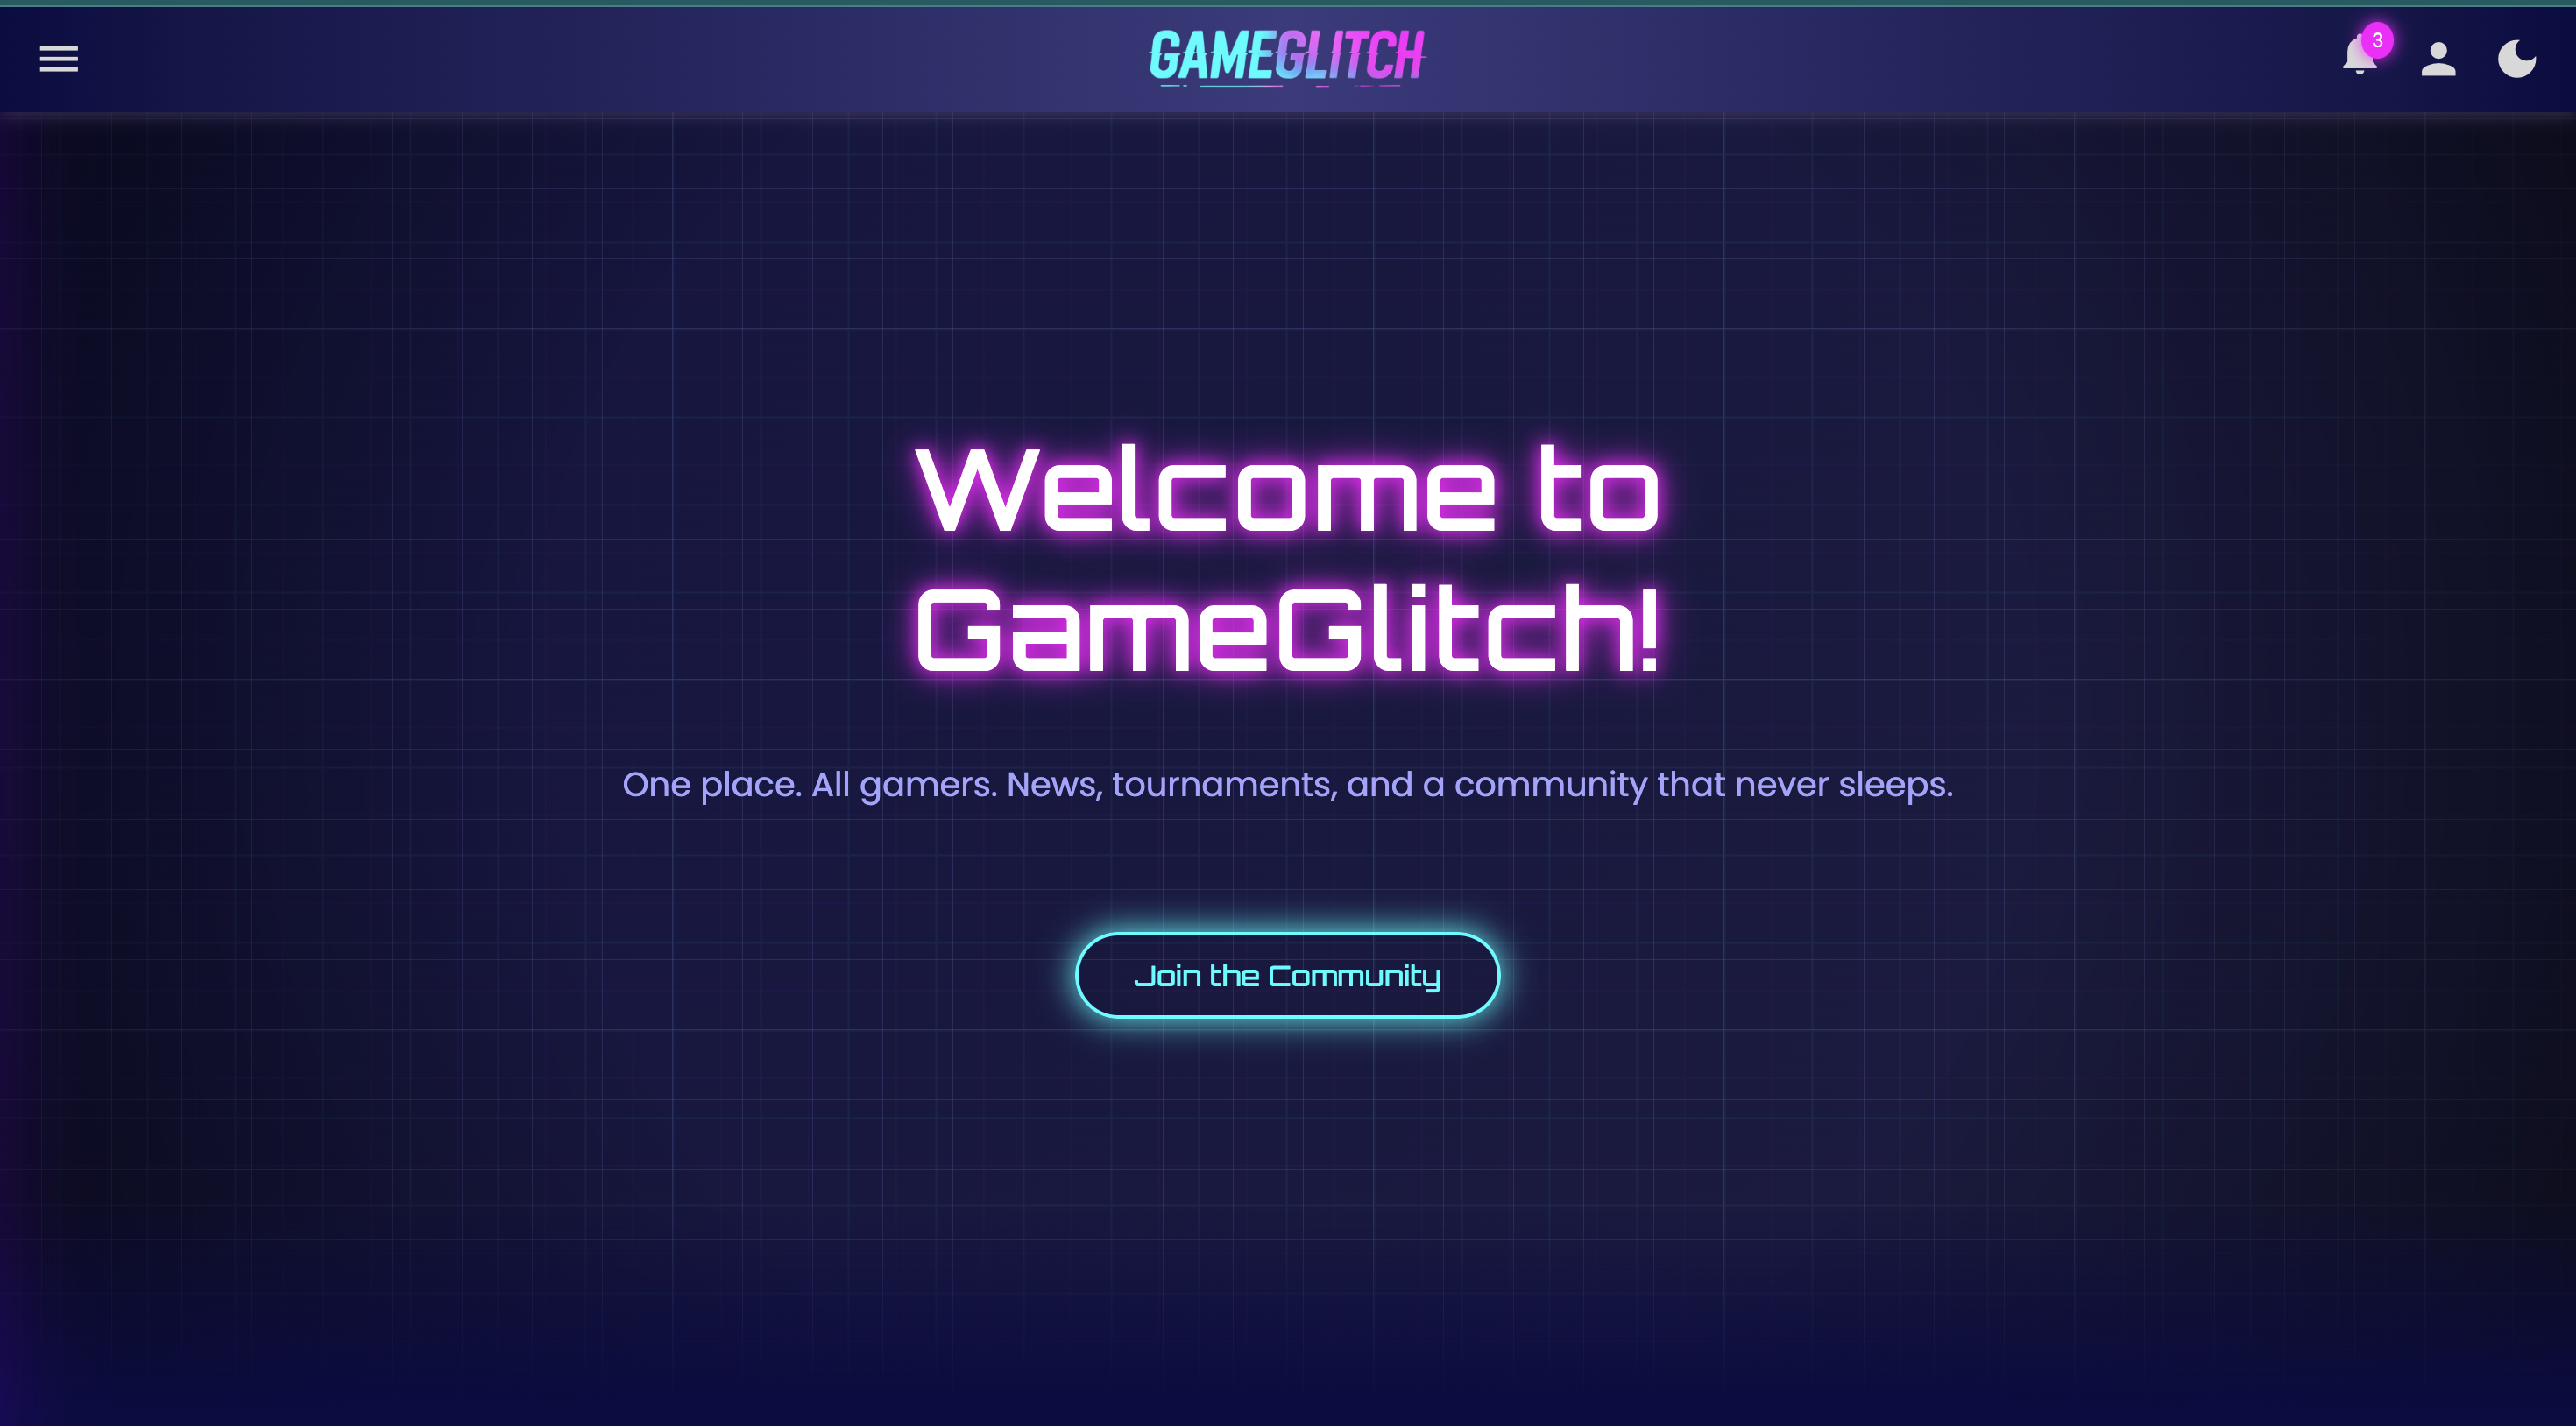 GAMEGLITCH
3
Welcome to
GameGlitch!
One place. All gamers. News, tournaments, and a community that never sleeps.
Join the Community